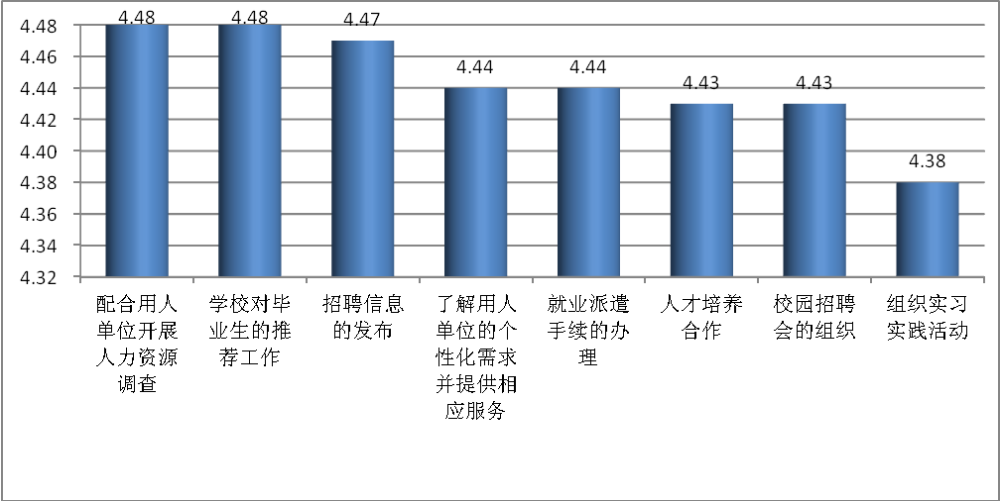 4.48
4.46
4.44
4.42
4.40
4.38
4.36
4.34
4.32
4.48
4.48
4.47
4.44
4.44
4.43
4.43
4.38
配合用人
单位开展
人力资源
调查
学校对毕
业生的推
荐工作
招聘信息
的发布
了解用人
单位的个
性化需求
并提供相
应服务
就业派遣
手续的办
理
人才培养
合作
校园招聘
会的组织
组织实习
实践活动